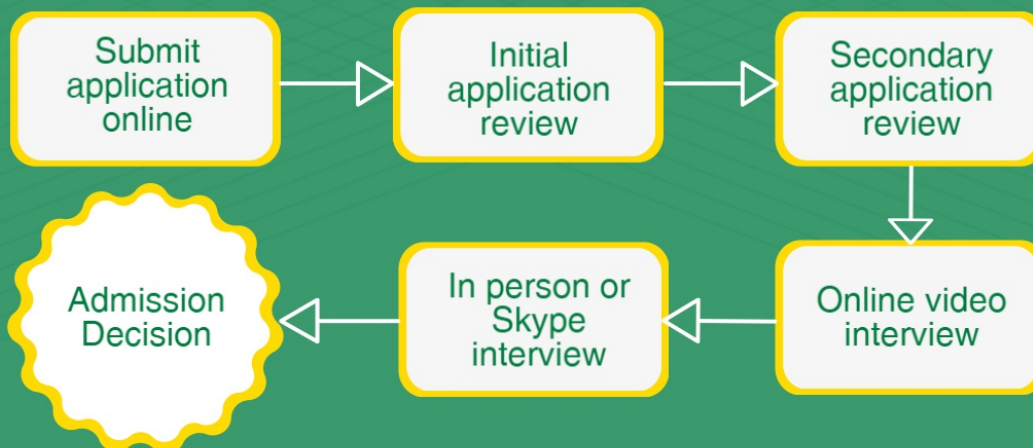 Submit
application
online
Initial
application
review
Secondary
application
review
Online video
interview
In person or
Skype
interview
Admission
Decision